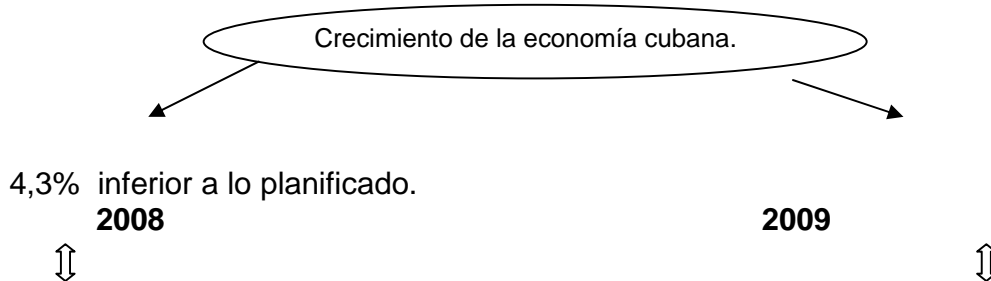 Crecimiento de la economía cubana.
4,3% inferior a lo planificado.
2008 2009